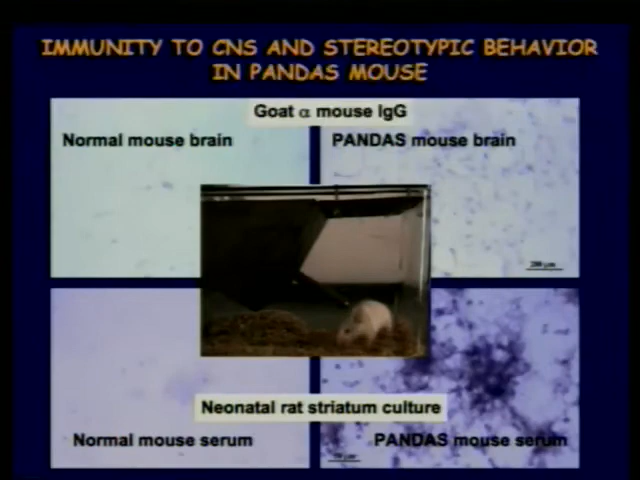 IMMUNITY TO CNS AND STEREOTYPIC BEHAVIOR
IN PANDAS MOUSE
Goat α mouse IgG
Normal mouse brain
PANDAS mouse brain
Neonatal rat striatum culture
Normal mouse serum
PANDAS mouse serum